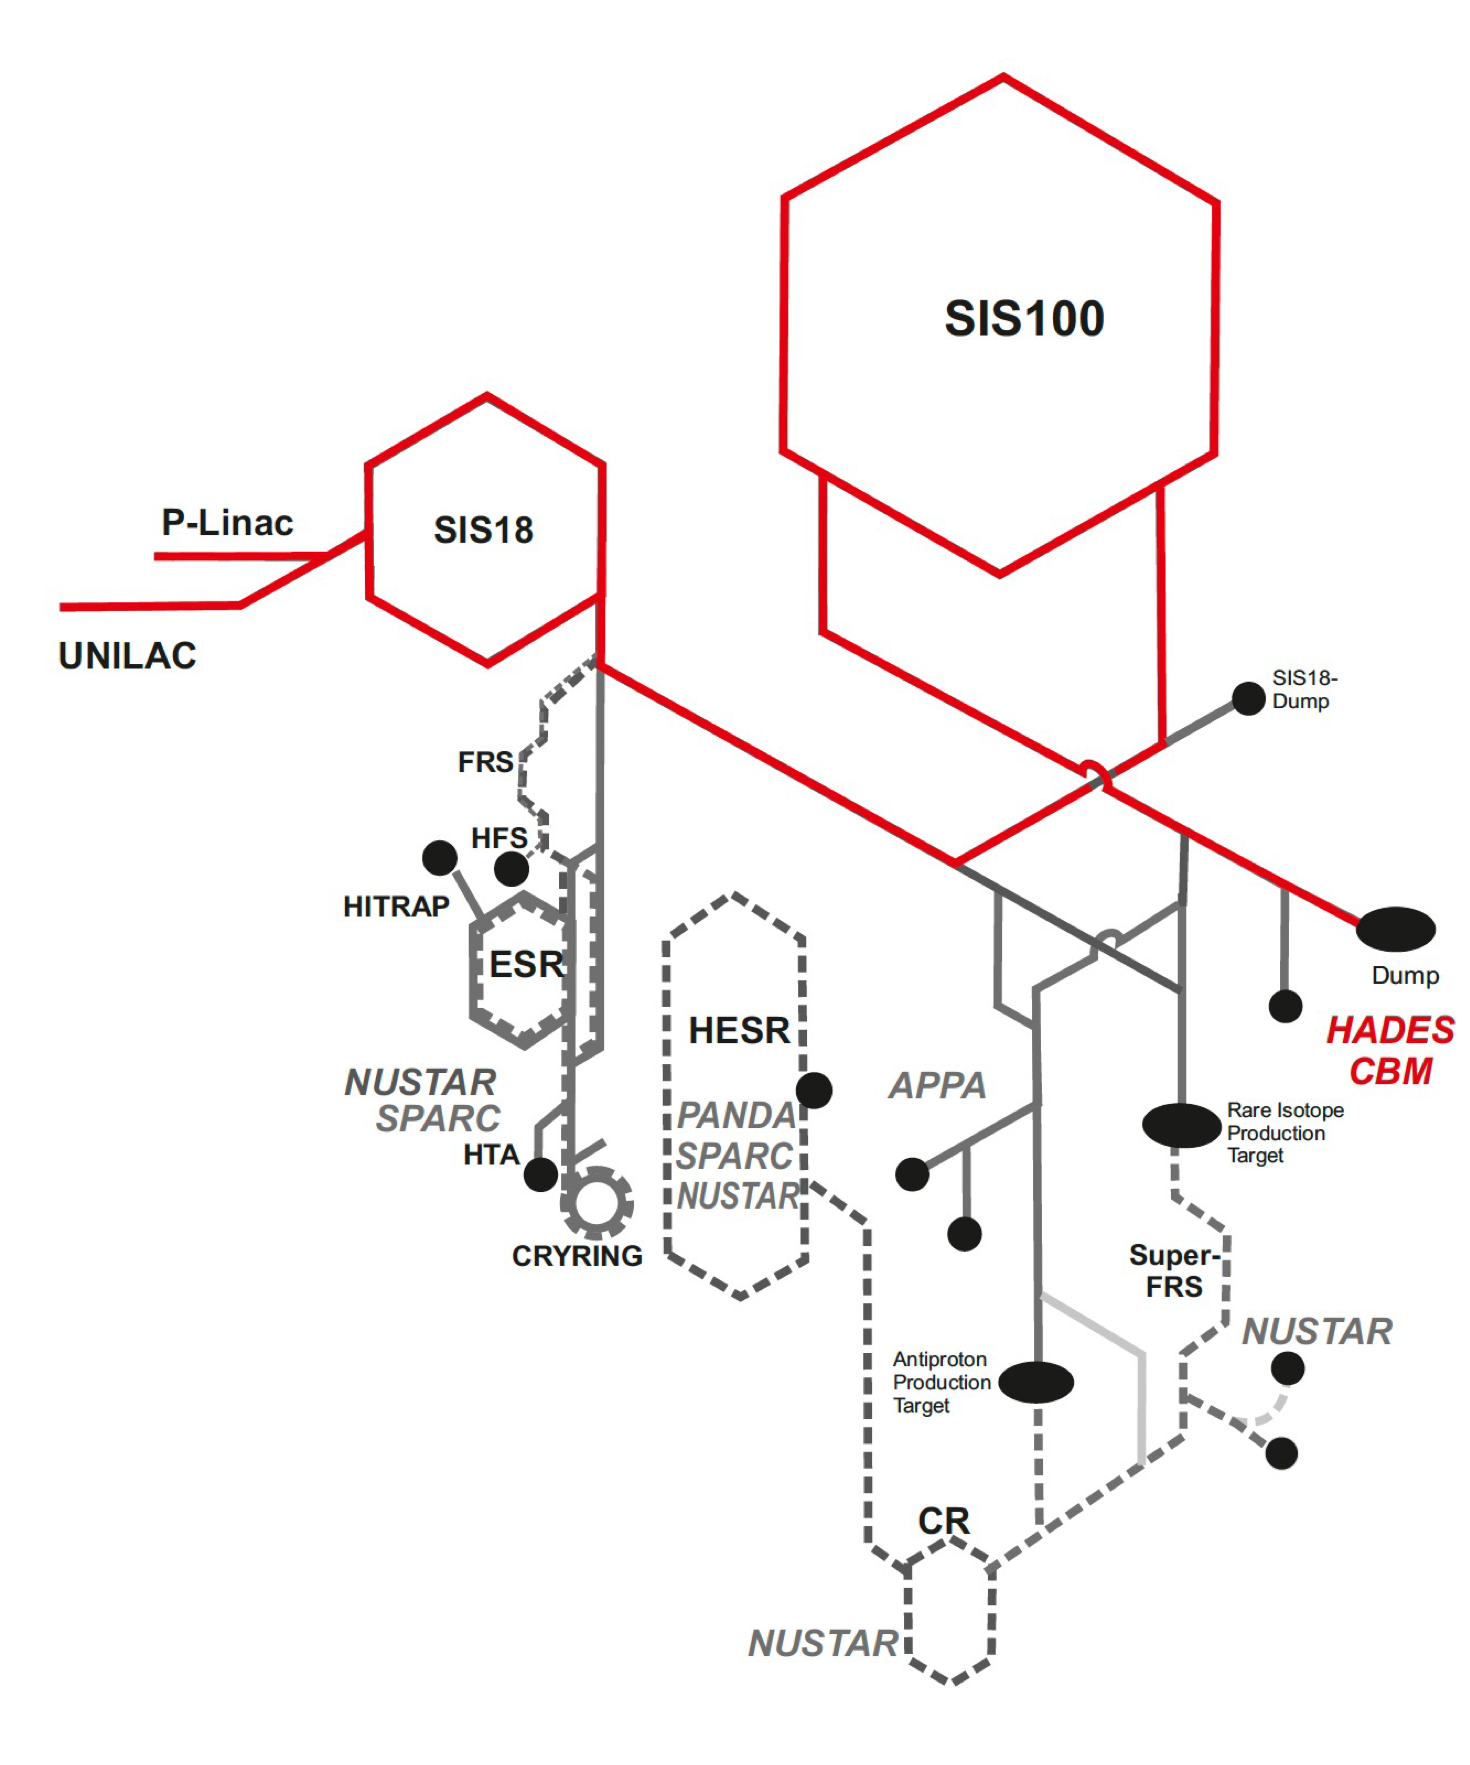 SIS100
P-Linac
SIS18
UNILAC
SIS18-
Dump
FRS
HFS
HITRAP
ESR
Dump
HESR
HADES
CBM
NUSTAR
SPARC
APPA
PANDA
SPARC
NUSTAR
Rare Isotope
Production
Target
HTA
CRYRING
Super-
FRS
NUSTAR
Antiproton
Production
Target
CR
NUSTAR